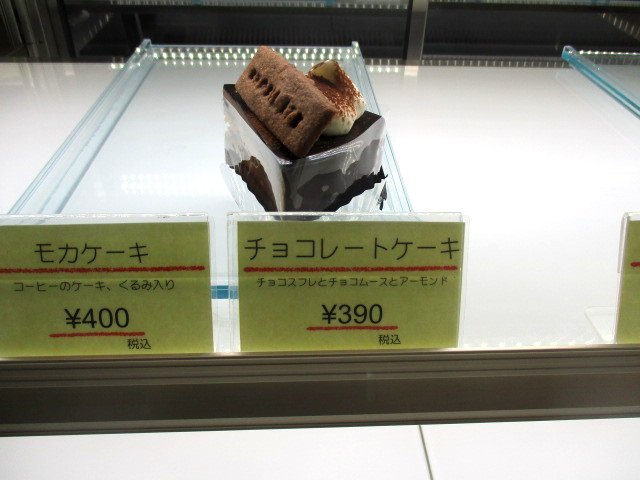 モカケーキ
コーヒーのケーキ、くるみ入り
¥400
税込
チョコレートケーキ
チョコスフレとチョコムースとアーモンド
¥390
税込